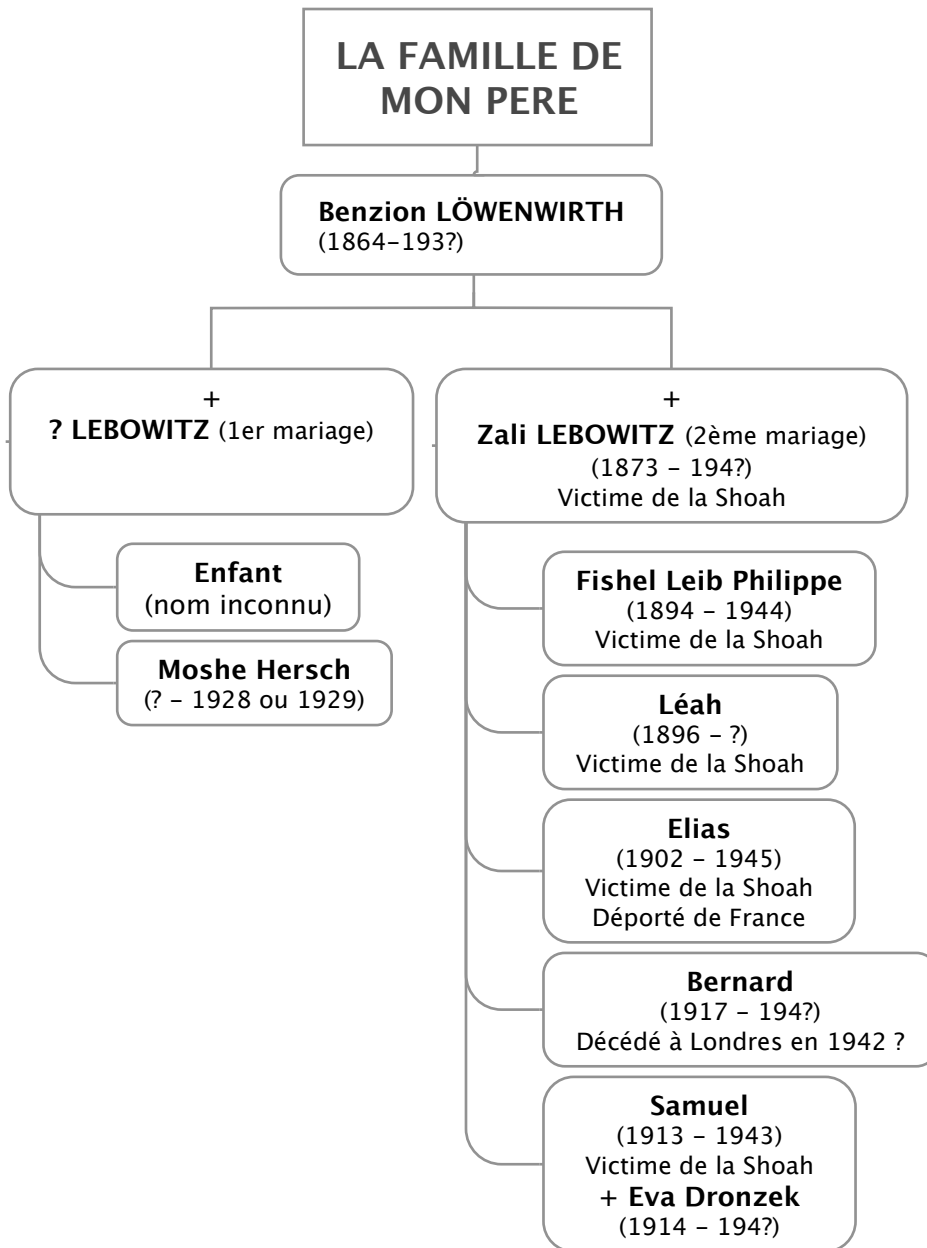 LA FAMILLE DE
MON PERE
Benzion LÖWENWIRTH
(1864-193?)
+
? LEBOWITZ (1er mariage)
Enfant
(nom inconnu)
Moshe Hersch
(? - 1928 ou 1929)
+
Zali LEBOWITZ (2ème mariage)
(1873 - 194?)
Victime de la Shoah
Fishel Leib Philippe
(1894 - 1944)
Victime de la Shoah
Léah
(1896 - ?)
Victime de la Shoah
Elias
(1902 - 1945)
Victime de la Shoah
Déporté de France
Bernard
(1917 - 194?)
Décédé à Londres en 1942 ?
Samuel
(1913 - 1943)
Victime de la Shoah
+ Eva Dronzek
(1914 - 194?)